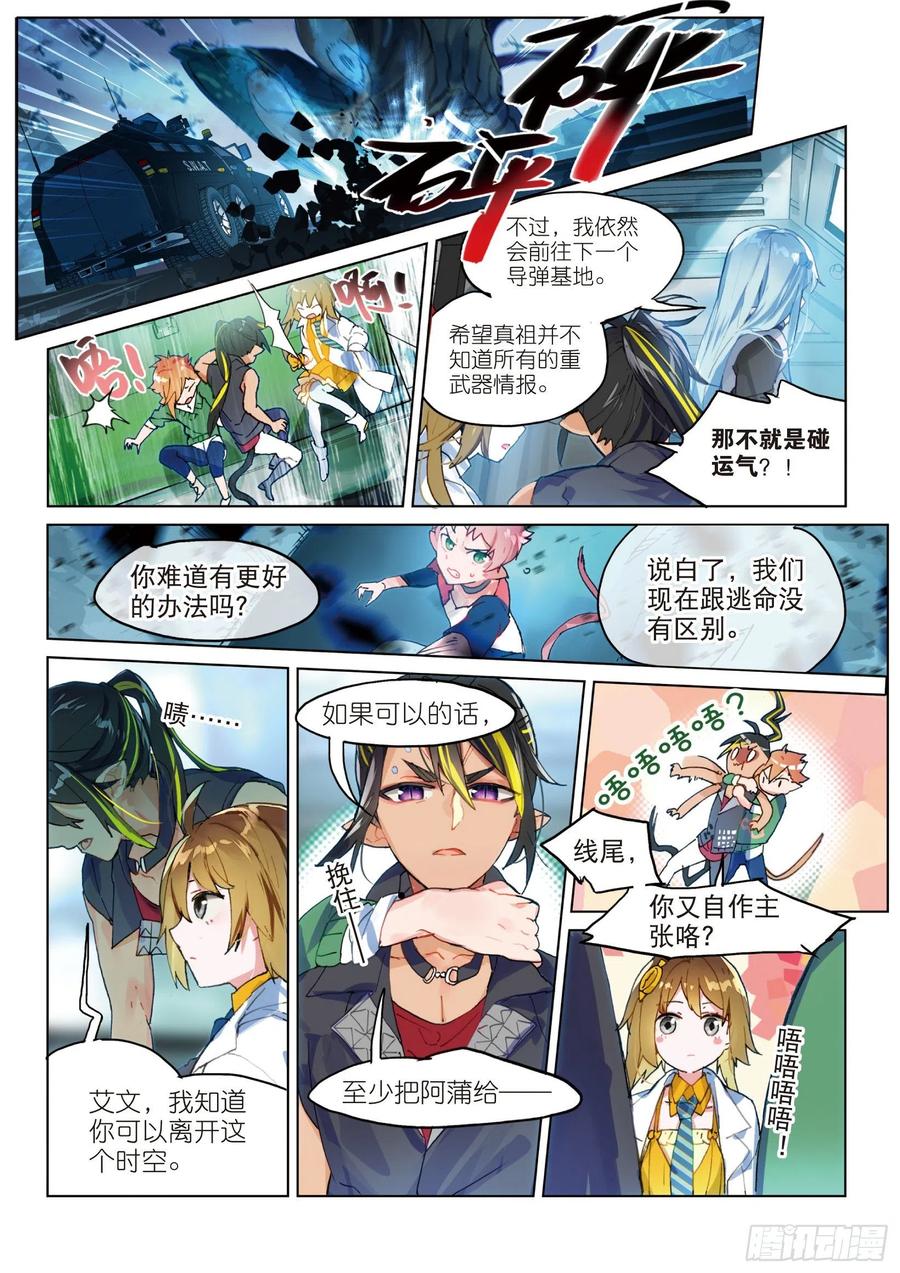 S.W.A.T
砰
砰
不过，我依然
会前往下一个
导弹基地。
希望真祖并不
知道所有的重
武器情报。
啊！
唔！
那不就是碰
运气？！
你难道有更好
的办法吗？
说白了，我们
现在跟逃命没
有区别。
啧……
艾文，我知道
你可以离开这
个时空。
如果可以的话，
挽住——
至少把阿蒲给——
唔唔唔唔？
线尾，
你又自作主
张咯？
唔唔唔唔！
腾讯动漫